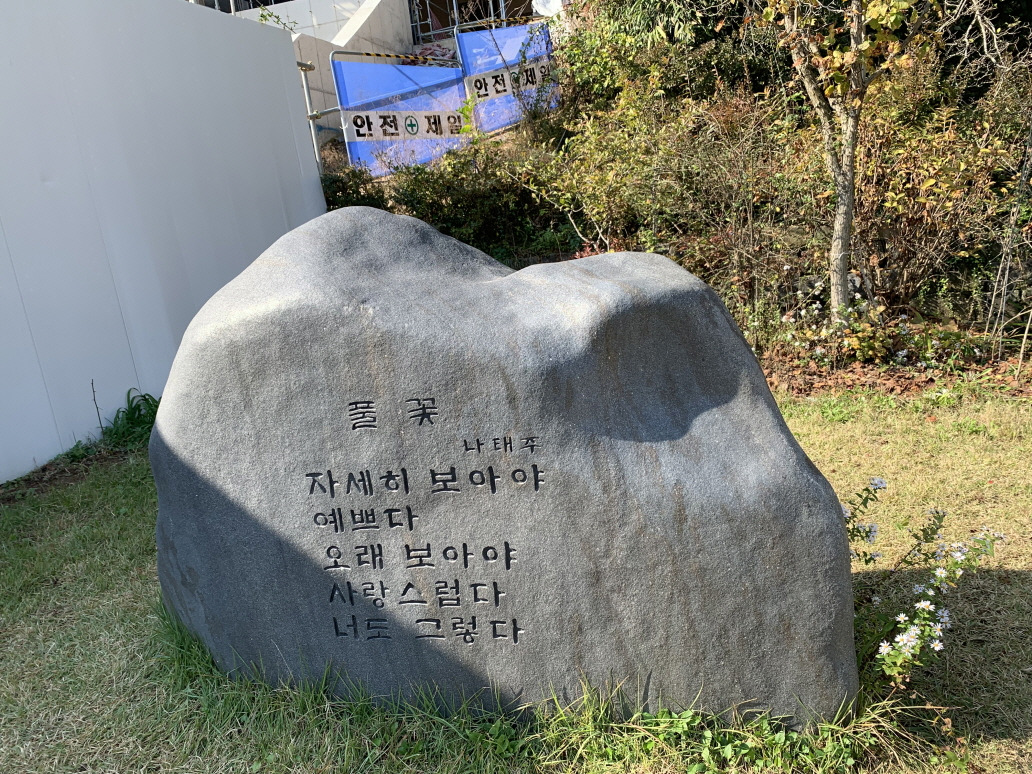 안전 제일
안전 제일
풀 꽃
나태주
자세히 보아야
예쁘다
오래 보아야
사랑스럽다
너도 그렇다